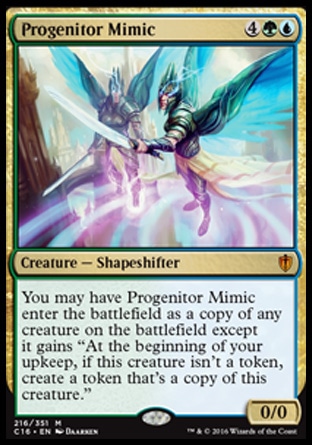 Progenitor Mimic 4
Creature — Shapeshifter
You may have Progenitor Mimic
enter the battlefield as a copy of any
creature on the battlefield except
it gains “At the beginning of your
upkeep, if this creature isn’t a token,
create a token that’s a copy of this
creature.”
0/0
216/351 M
C16 • EN Daarken
™ & © 2016 Wizards of the Coast